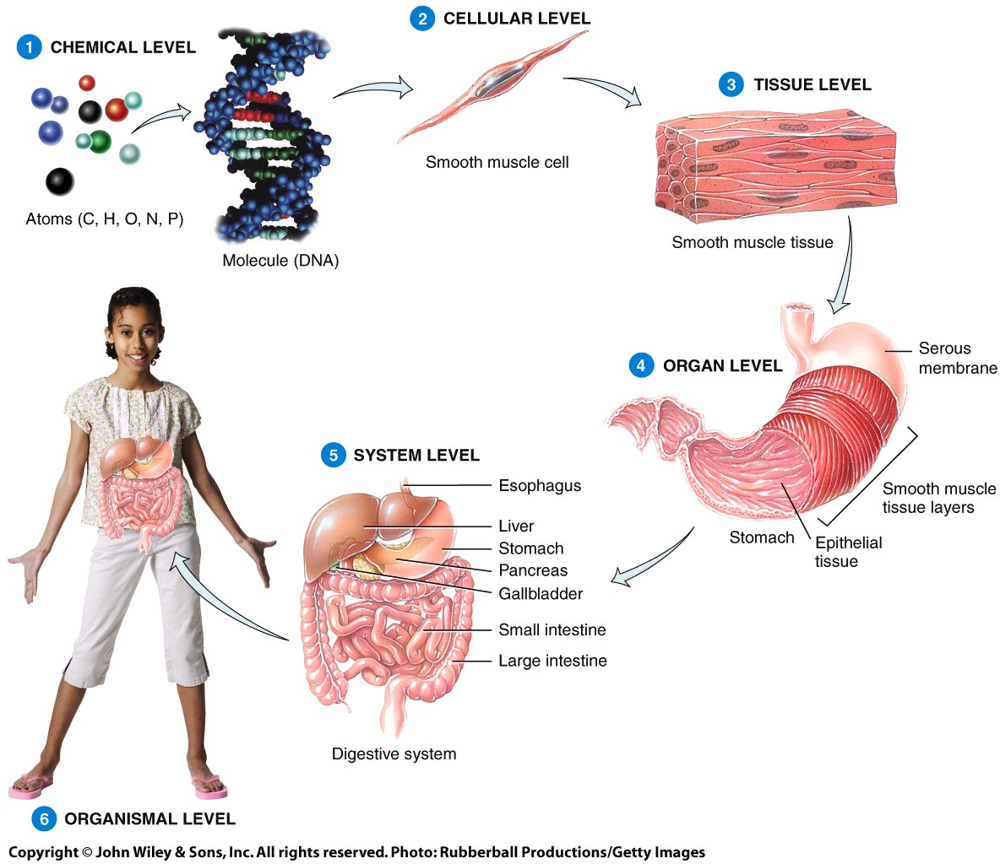 1 CHEMICAL LEVEL
Atoms (C, H, O, N, P)
Molecule (DNA)
2 CELLULAR LEVEL
Smooth muscle cell
3 TISSUE LEVEL
Smooth muscle tissue
4 ORGAN LEVEL
Serous
membrane
Smooth muscle
tissue layers
Stomach
Epithelial
tissue
5 SYSTEM LEVEL
Esophagus
Liver
Stomach
Pancreas
Gallbladder
Small intestine
Large intestine
Digestive system
6 ORGANISMAL LEVEL
Copyright © John Wiley & Sons, Inc. All rights reserved. Photo: Rubberball Productions/Getty Images